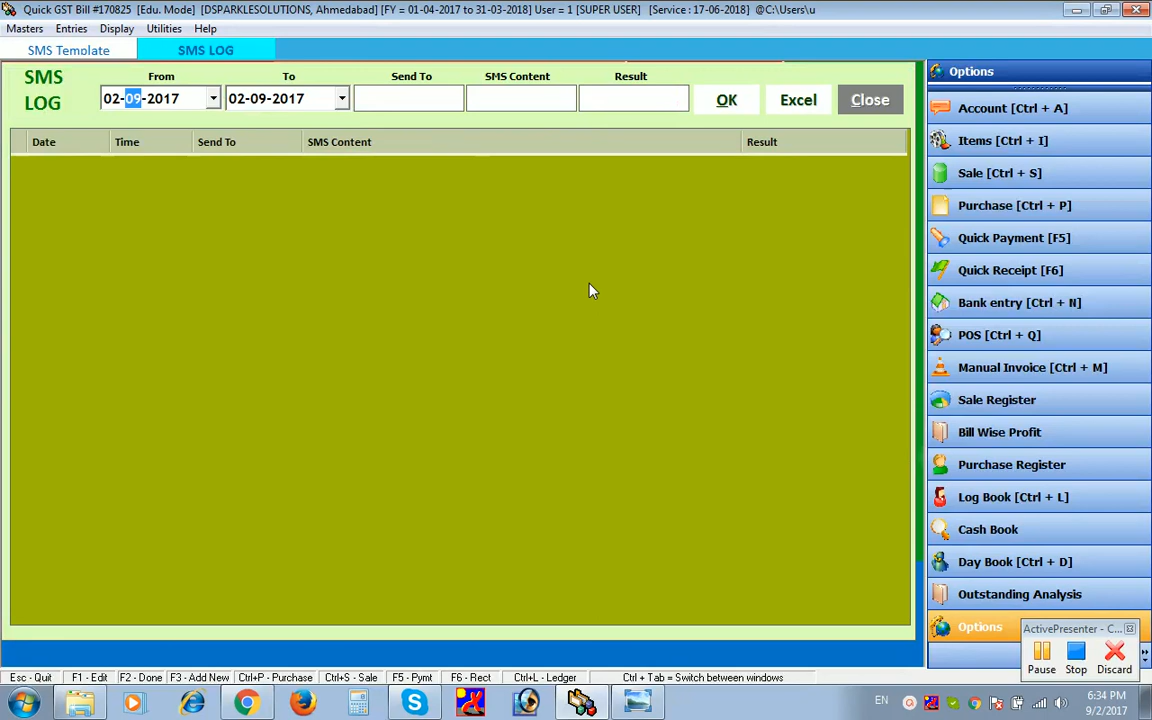 Quick GST Bill #170825 [Edu. Mode] [DSPARKLESOLUTIONS, Ahmedabad] [FY = 01-04-2017 to 31-03-2018] User = 1 [SUPER USER] [Service : 17-06-2018] @C:\Users\u
Masters Entries Display Utilities Help
SMS Template SMS LOG
Options
SMS LOG
From To Send To SMS Content Result
02-09-2017 02-09-2017 OK Excel Close
Date Time Send To SMS Content Result
Account [Ctrl + A]
Items [Ctrl + I]
Sale [Ctrl + S]
Purchase [Ctrl + P]
Quick Payment [F5]
Quick Receipt [F6]
Bank entry [Ctrl + N]
POS [Ctrl + Q]
Manual Invoice [Ctrl + M]
Sale Register
Bill Wise Profit
Purchase Register
Log Book [Ctrl + L]
Cash Book
Day Book [Ctrl + D]
Outstanding Analysis
Options
ActivePresenter - C...
Pause Stop Discard
Esc - Quit F1 - Edit F2 - Done F3 - Add New Ctrl+P - Purchase Ctrl+S - Sale F5 - Pymt F6 - Rect Ctrl+L - Ledger Ctrl + Tab = Switch between windows
EN
6:34 PM
9/2/2017